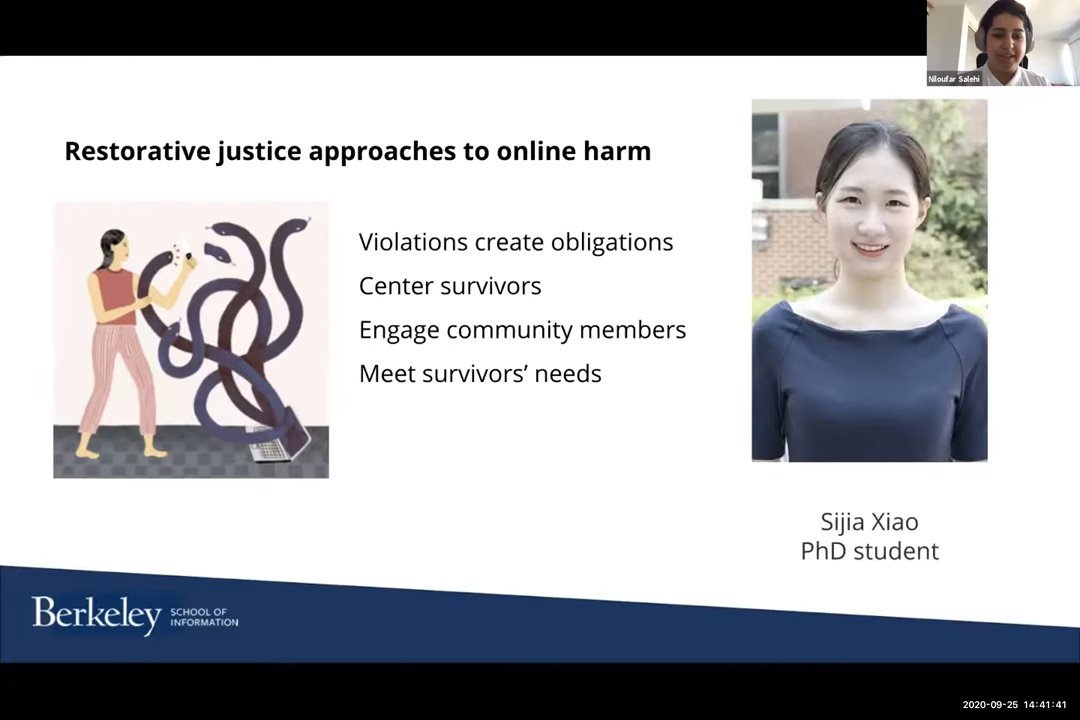 Niloufar Salehi
Restorative justice approaches to online harm
Violations create obligations
Center survivors
Engage community members
Meet survivors’ needs
Sijia Xiao
PhD student
Berkeley
SCHOOL OF
INFORMATION
2020-09-25 14:41:41